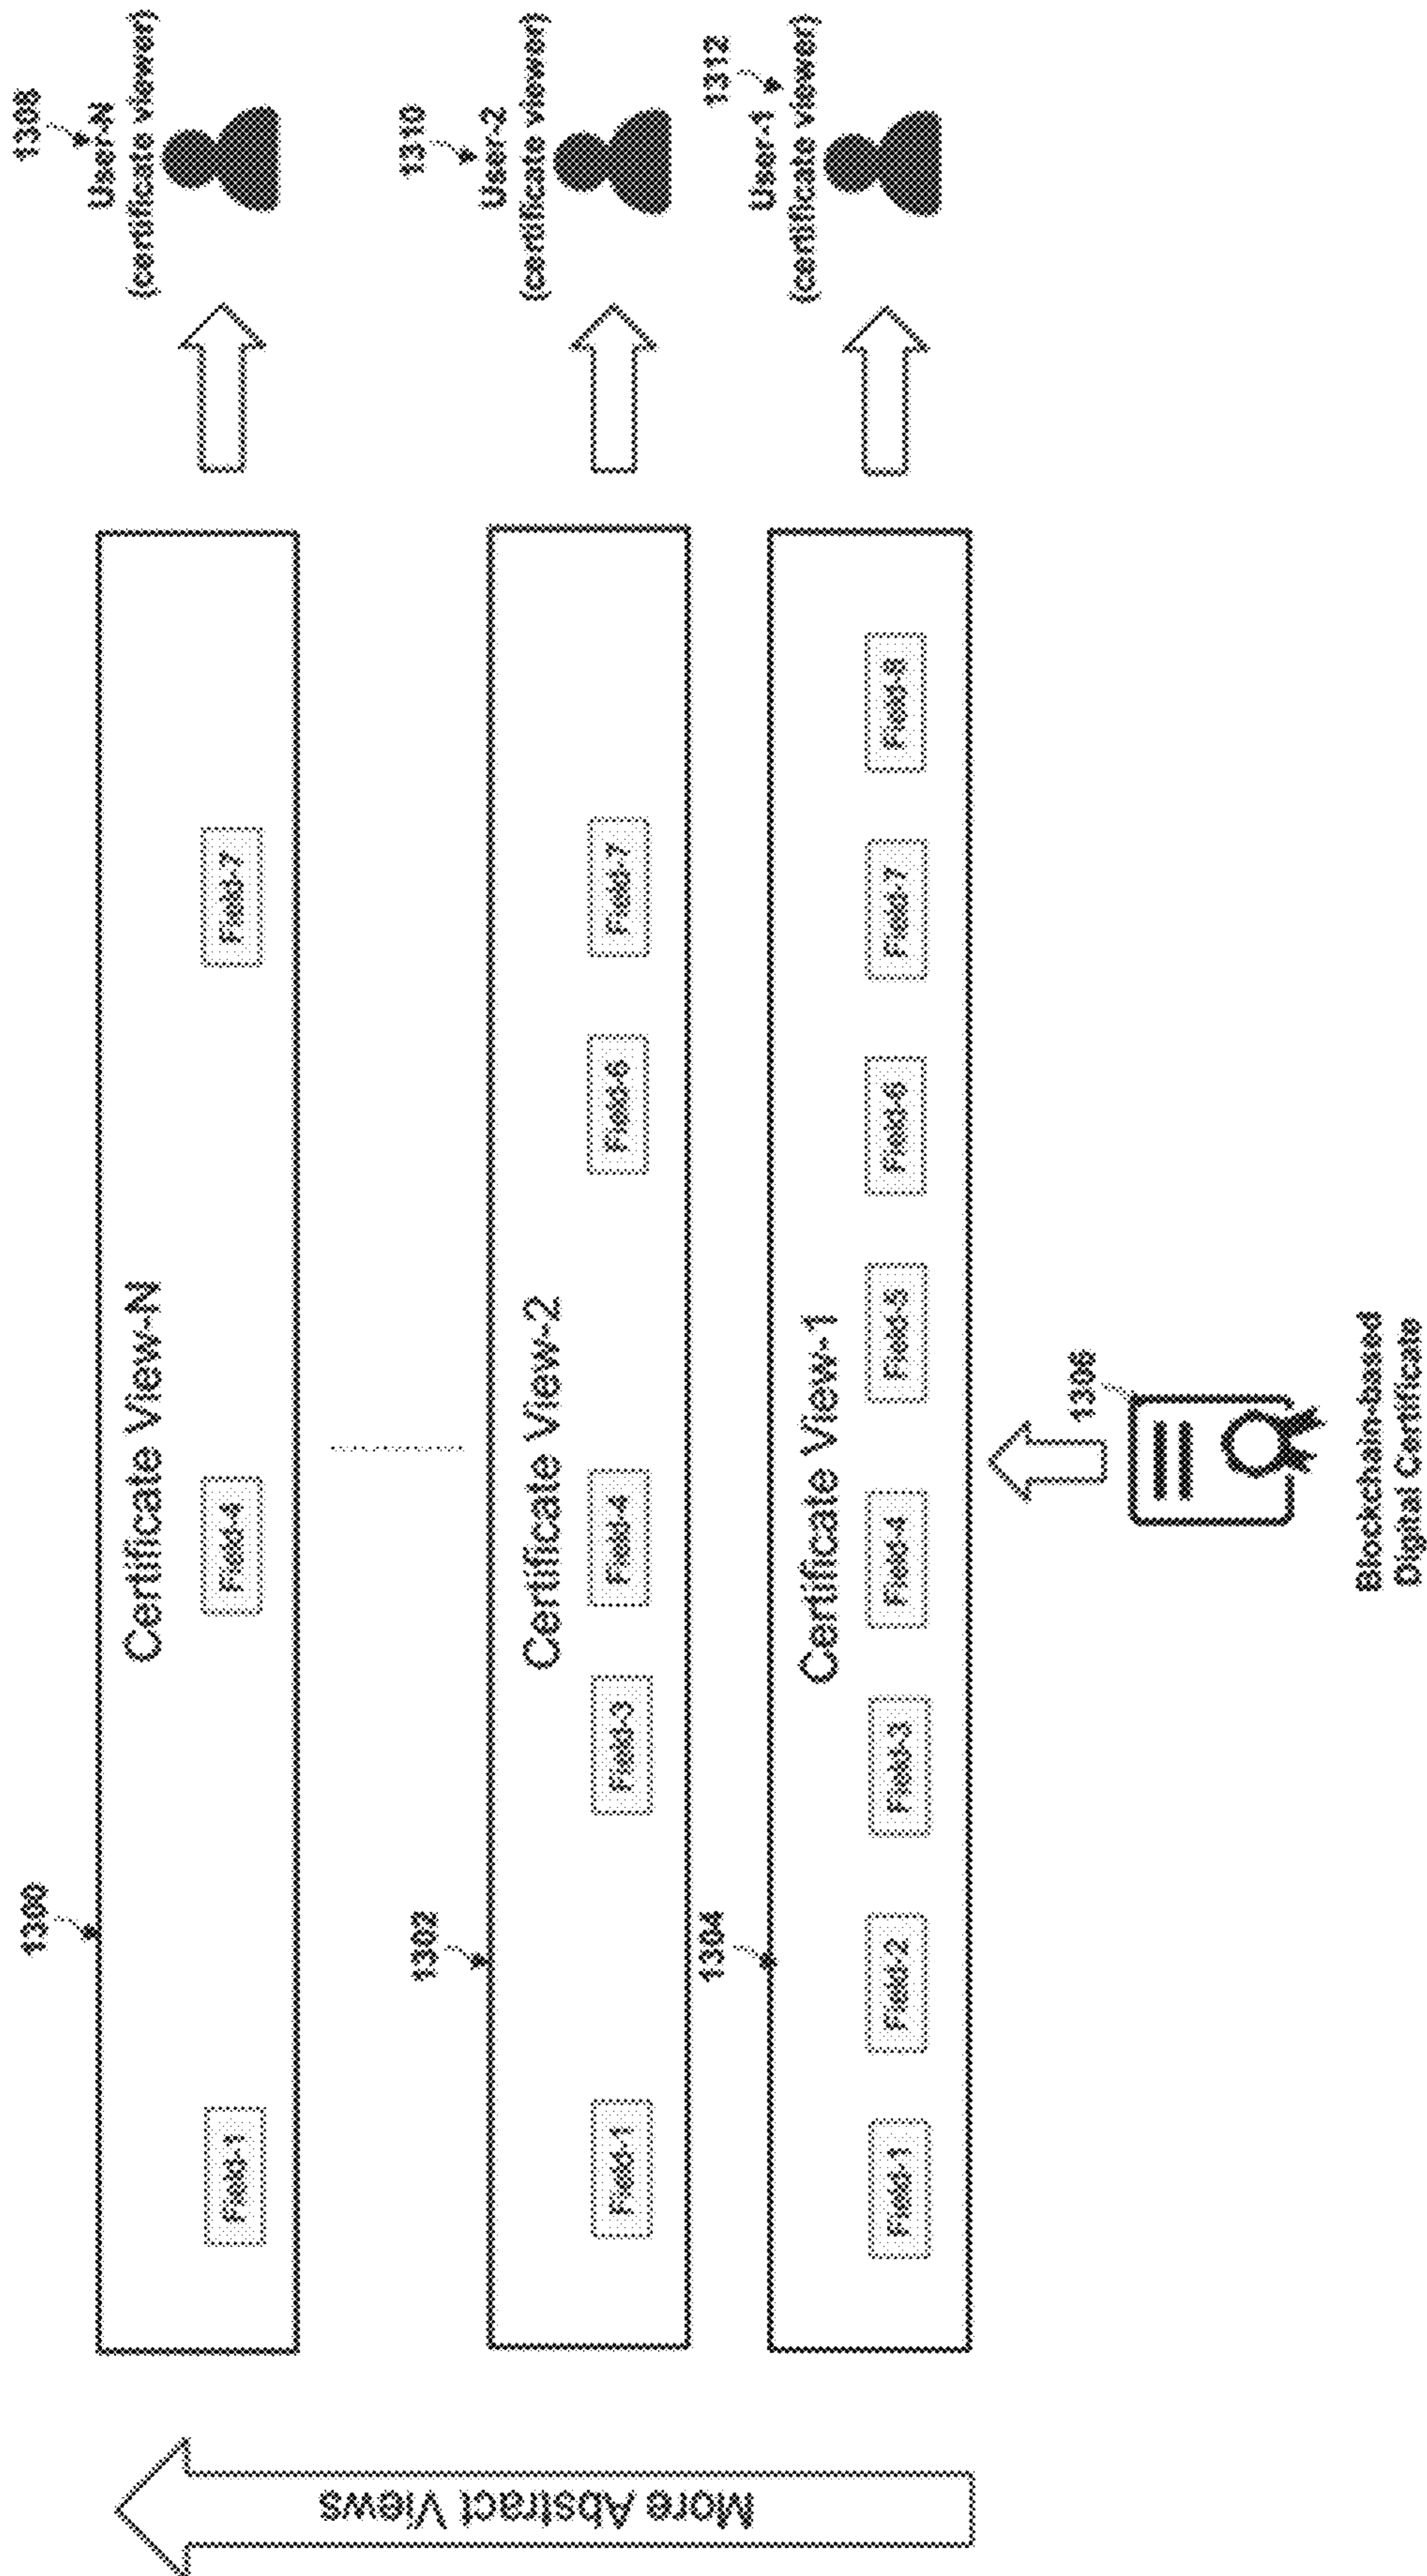 More Abstract Views
1300
1308
User-N
(certificate viewer)
Certificate View-N
Field-1
Field-4
Field-7
1302
1310
User-2
(certificate viewer)
Certificate View-2
Field-1
Field-3
Field-4
Field-6
Field-7
1304
1312
User-1
(certificate viewer)
Certificate View-1
Field-1
Field-2
Field-3
Field-4
Field-5
Field-6
Field-7
Field-8
1306
Blockchain-based
Digital Certificate